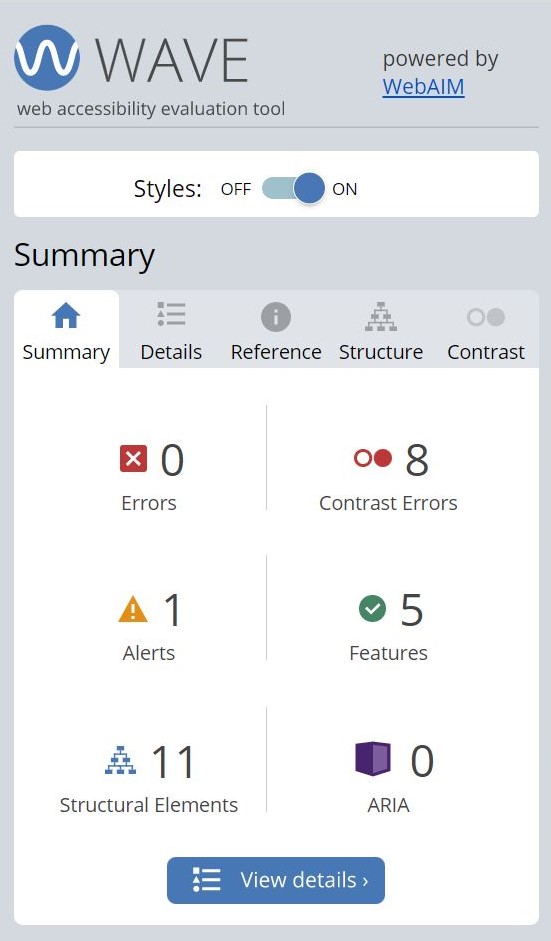 WAVE
powered by
WebAIM
web accessibility evaluation tool
Styles: OFF ON
Summary
Summary Details Reference Structure Contrast
0 8
Errors Contrast Errors
1 5
Alerts Features
11 0
Structural Elements ARIA
View details ›